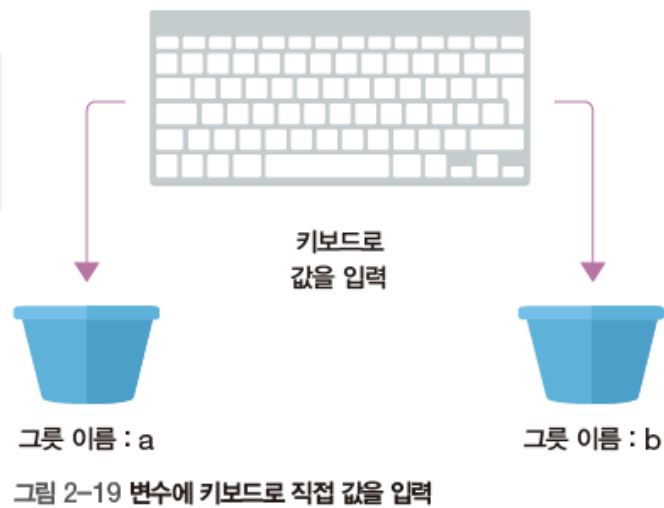 키보드로
값을 입력
그릇 이름 : a
그릇 이름 : b
그림 2-19 변수에 키보드로 직접 값을 입력